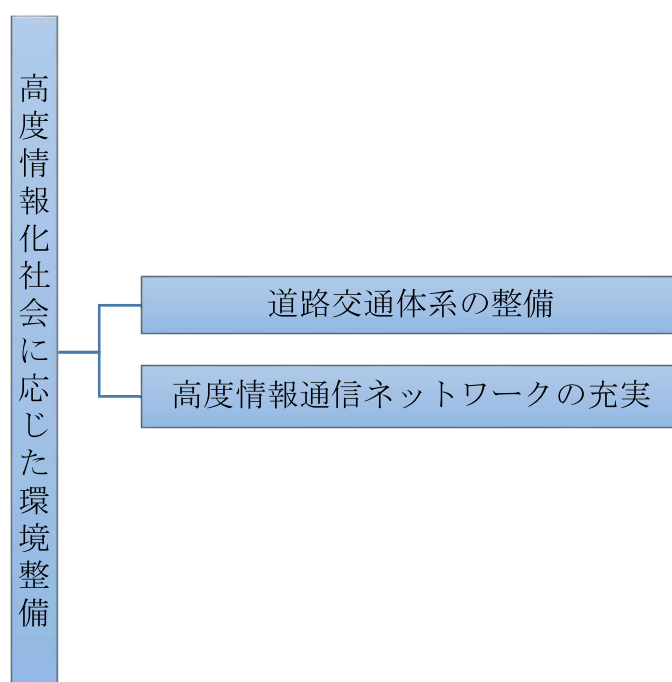 高度情報化社会に応じた環境整備
道路交通体系の整備
高度情報通信ネットワークの充実